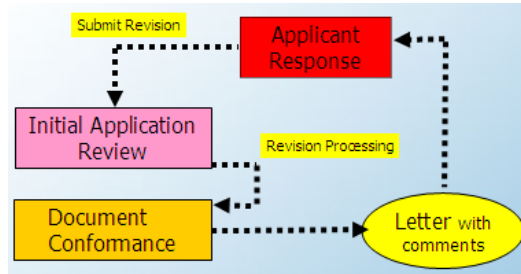 Submit Revision
Applicant
Response
Initial Application
Review
Revision Processing
Document
Conformance
Letter with
comments